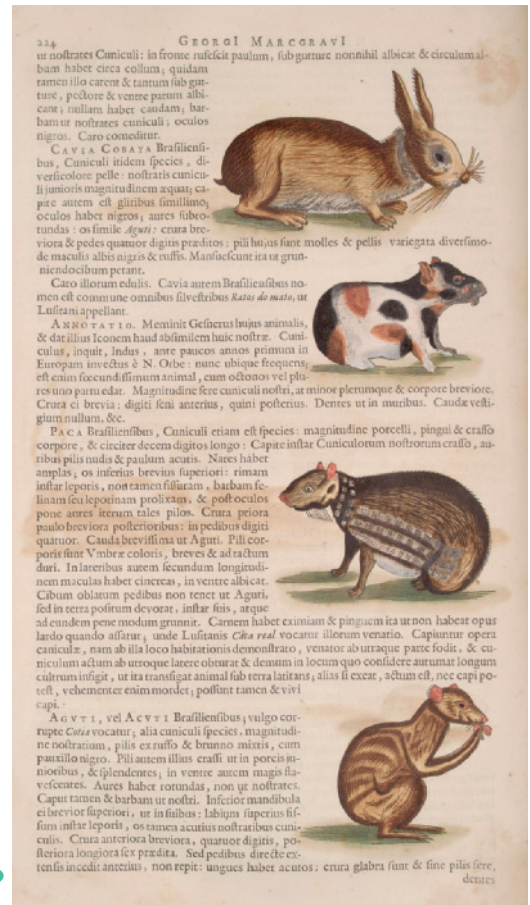 224
GEORGI MARCGRAVI
ut nostrates Cuniculi: in fronte rufescit paulum, sub gutture nonnihil albicat & circulum al-
bum habet circa collum; quidam
tamen illo carent & tantum sub gut-
ture, pectore & ventre parum albi-
cant; nullam habet caudam; bar-
bam ut nostrates cuniculi; oculos
nigros. Caro comeditur.
CAVIA COBAYA Brasiliensi-
bus, Cuniculi itidem species, di-
versicolore pelle: nostratis cunicu-
li junioris magnitudinem æquat; ca-
pite autem est gliribus simillimo;
oculos habet nigros; aures subro-
tundas: os simile Aguti: crura bre-
viora & pedes quatuor digitis præditos: pili hujus sunt molles & pellis variegata diversimo-
de maculis albis nigris & ruffis. Mansuescunt ita ut grun-
niendo cibum petant.
Caro illorum edulis. Cavia autem Brasiliensibus no-
men est commune omnibus silvestribus Ratos do mato, ut
Lusitani appellant.
ANNOTATIO. Meminit Gesnerus hujus animalis,
& dat illius Iconem haud absimilem huic nostræ. Cuni-
culus, inquit, Indus, ante paucos annos primum in
Europam invectus è N. Orbe: nunc ubique frequens;
est enim fœcundissimum animal, cum octonos vel plu-
res uno partu edat. Magnitudine fere cuniculi nostri, at minor plerumque & corpore breviore.
Crura ei brevia: digiti seni anterius, quini posterius. Dentes ut in muribus. Caudæ vesti-
gium nullum, &c.
PACA Brasiliensibus, Cuniculi etiam est species: magnitudine porcelli, pingui & crasso
corpore, & circiter decem digitos longo: Capite instar Cuniculorum nostrorum crasso, au-
ribus pilis nudis & paulum acutis. Nares habet
amplas; os inferius brevius superiori: rimam
instar leporis, non tamen fissuram, barbam fe-
linam seu leporinam prolixam, & post oculos
pone aures iterum tales pilos. Crura priora
paulo breviora posterioribus: in pedibus digiti
quatuor. Cauda brevissima ut Aguti. Pili cor-
poris sunt Vmbræ coloris, breves & ad tactum
duri. In lateribus autem secundum longitudi-
nem maculas habet cinereas, in ventre albicat.
Cibum oblatum pedibus non tenet ut Aguti,
sed in terra positum devorat, instar suis, atque
ad eundem pene modum grunnit. Carnem habet eximiam & pinguem ita ut non habeat opus
lardo quando assatur; unde Lusitanis Cáca real vocatur illorum venatio. Capiuntur opera
caniculæ, nam ab illa loco habitationis demonstrato, venator ab utraque parte fodit, & cu-
niculum actum ab utroque latere obturat & demum in locum quo considere autumat longum
cultrum infigit, ut ita transfigat animal sub terra latitans; alias si exeat, actum est, nec capi po-
test, vehementer enim mordet; possunt tamen & vivi
capi.
AGVTI, vel ACVTI Brasiliensibus; vulgo cor-
rupte Cotia vocatur; alia cuniculi species, magnitudi-
ne nostratium, pilis ex ruffo & brunno mixtis, cum
pauxillo nigro. Pili autem illius crassi ut in porcis ju-
nioribus, & splendentes; in ventre autem magis fla-
vescentes. Aures habet rotundas, non ut nostrates.
Caput tamen & barbam ut nostri. Inferior mandibula
ei brevior superiori, ut in suibus: labium superius fis-
sum instar leporis, os tamen acutius nostratibus cuni-
culis. Crura anteriora breviora, quatuor digitis, po-
steriora longiora sex prædita. Sed pedibus directe ex-
tensis incedit anterius, non repit: ungues habet acutos: crura glabra sunt & sine pilis fere,
dentes